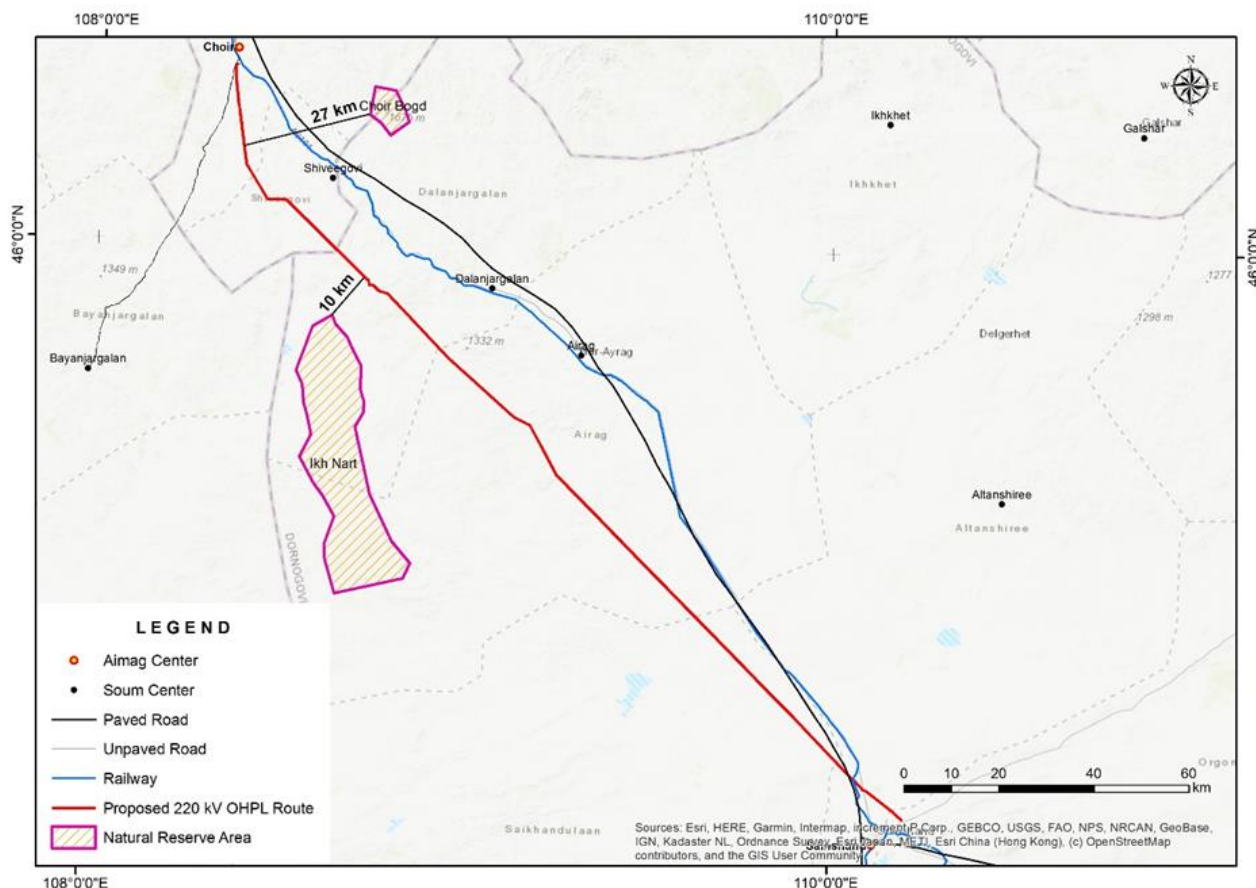 108°0'0"E
110°0'0"E
Choir
NOGOVI
N
W E
S
27 km
Choir Bogd
Ikhkhet
Galshar
Galshar
Shiveegovi
Dalanjargalan
Ikhkhet
46°0'0"N
46°0'0"N
1349 m
10 km
Dalanjargalan
1277
Bayanjargalan
1298 m
Delgerhet
1332 m
Airag
Bayanjargalan
Airag
Ikh Nart
Altanshiree
Altanshiree
DORNOGOVI
LEGEND
Aimag Center
Soum Center
Paved Road
Unpaved Road
Railway
Proposed 220 kV OHPL Route
Natural Reserve Area
Orgon
0 10 20 40 60
km
Saikhandulaan
Sources: Esri, HERE, Garmin, Intermap, increment P Corp., GEBCO, USGS, FAO, NPS, NRCAN, GeoBase,
IGN, Kadaster NL, Ordnance Survey, Esri Japan, METI, Esri China (Hong Kong), (c) OpenStreetMap
contributors, and the GIS User Community
108°0'0"E
110°0'0"E